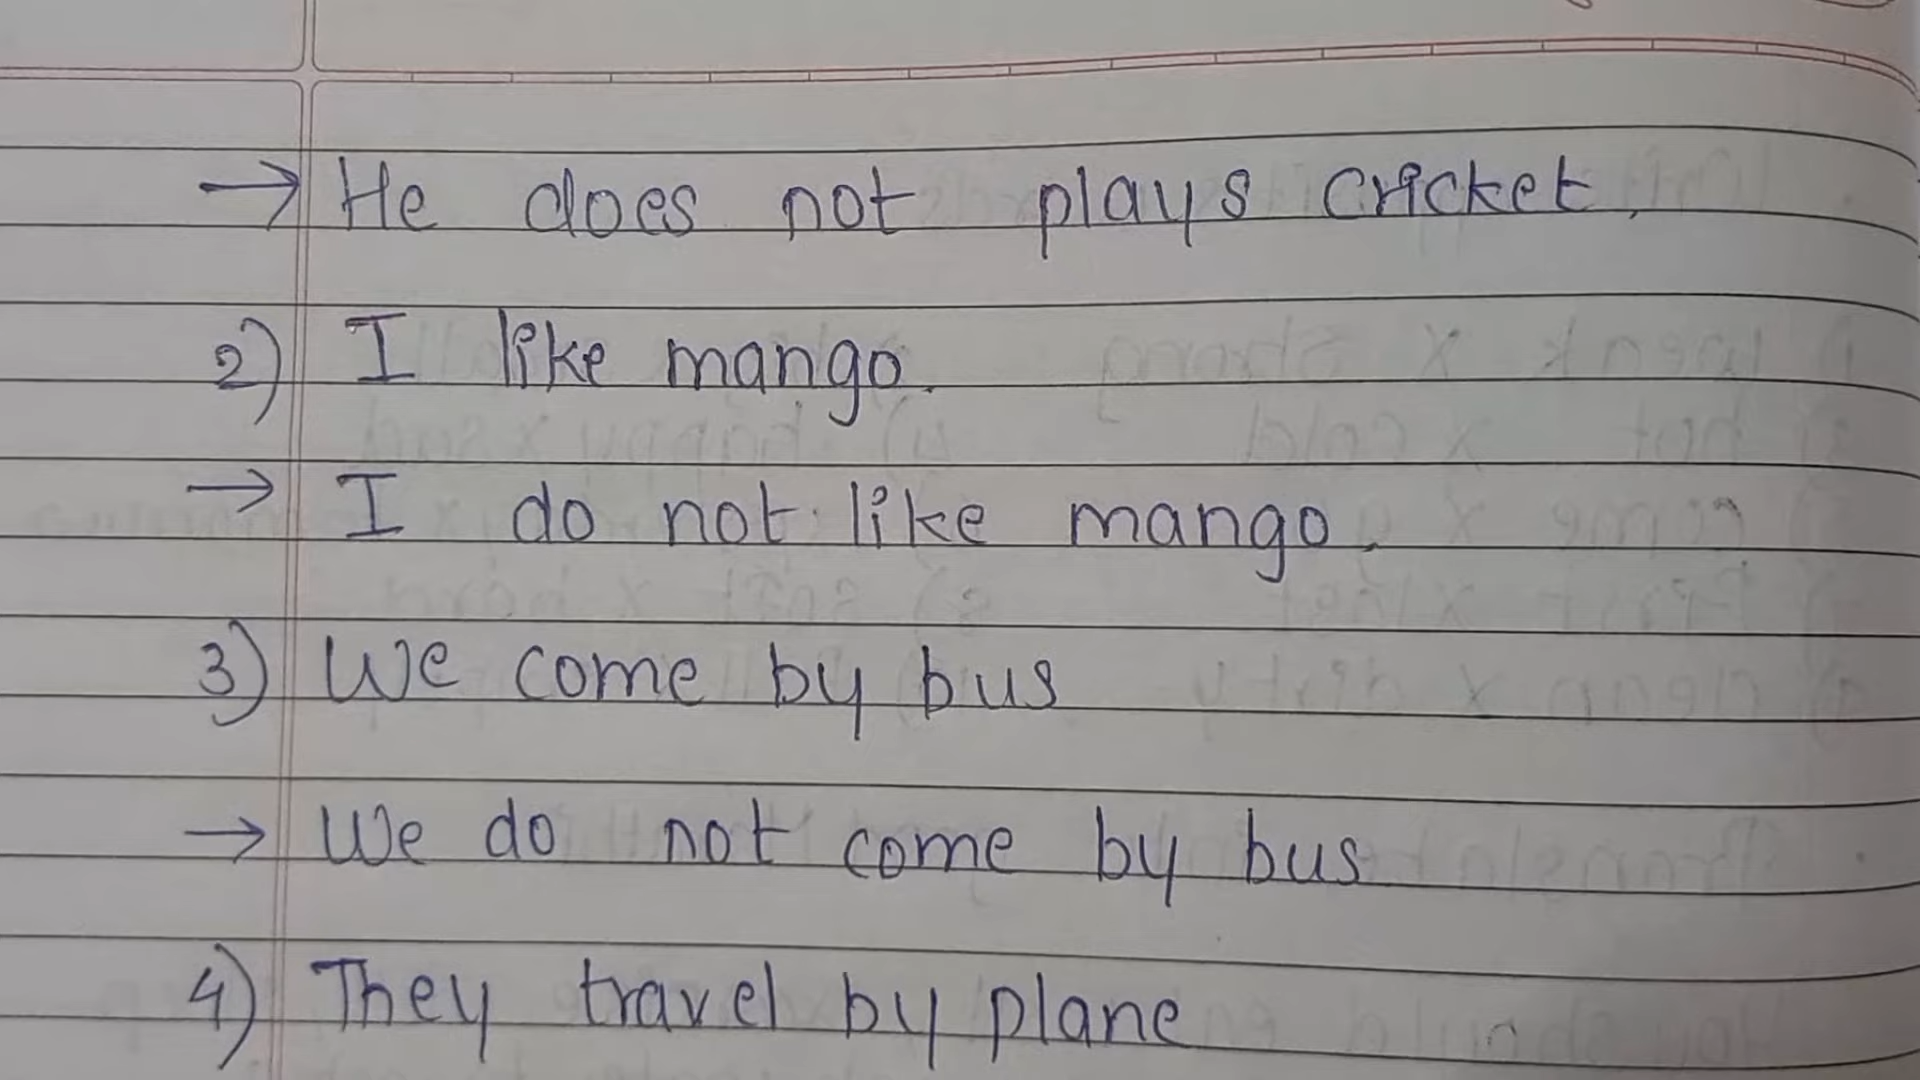 → He does not plays cricket.
2) I like mango.
→ I do not like mango.
3) We come by bus
→ We do not come by bus
4) They travel by plane